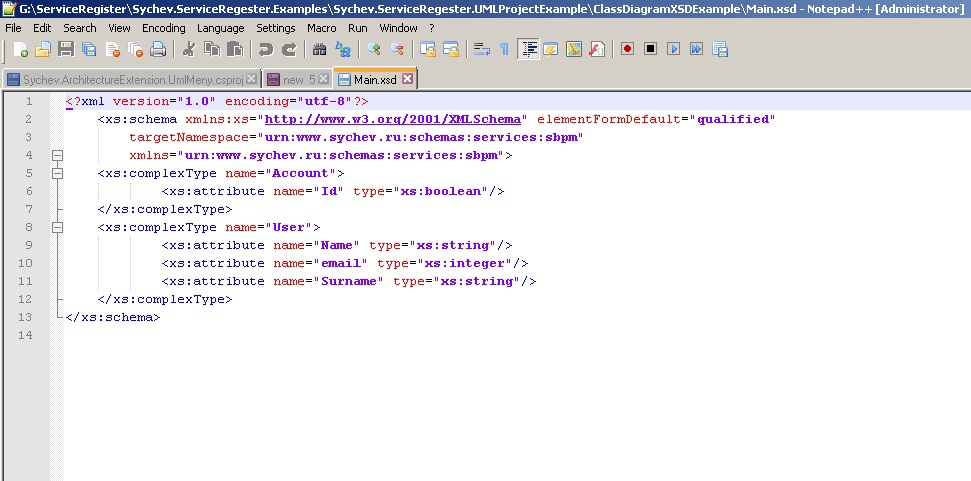 G:\ServiceRegister\Sychev.ServiceRegester.Examples\Sychev.ServiceRegester.UMLProjectExample\ClassDiagramXSDExample\Main.xsd - Notepad++ [Administrator]
File Edit Search View Encoding Language Settings Macro Run Window ?
Sychev.ArchitectureExtension.UmlMeny.csproj new 5 Main.xsd
1 <?xml version="1.0" encoding="utf-8"?>
2 <xs:schema xmlns:xs="http://www.w3.org/2001/XMLSchema" elementFormDefault="qualified"
3 targetNamespace="urn:www.sychev.ru:schemas:services:sbpm"
4 xmlns="urn:www.sychev.ru:schemas:services:sbpm">
5 <xs:complexType name="Account">
6 <xs:attribute name="Id" type="xs:boolean"/>
7 </xs:complexType>
8 <xs:complexType name="User">
9 <xs:attribute name="Name" type="xs:string"/>
10 <xs:attribute name="email" type="xs:integer"/>
11 <xs:attribute name="Surname" type="xs:string"/>
12 </xs:complexType>
13 </xs:schema>
14